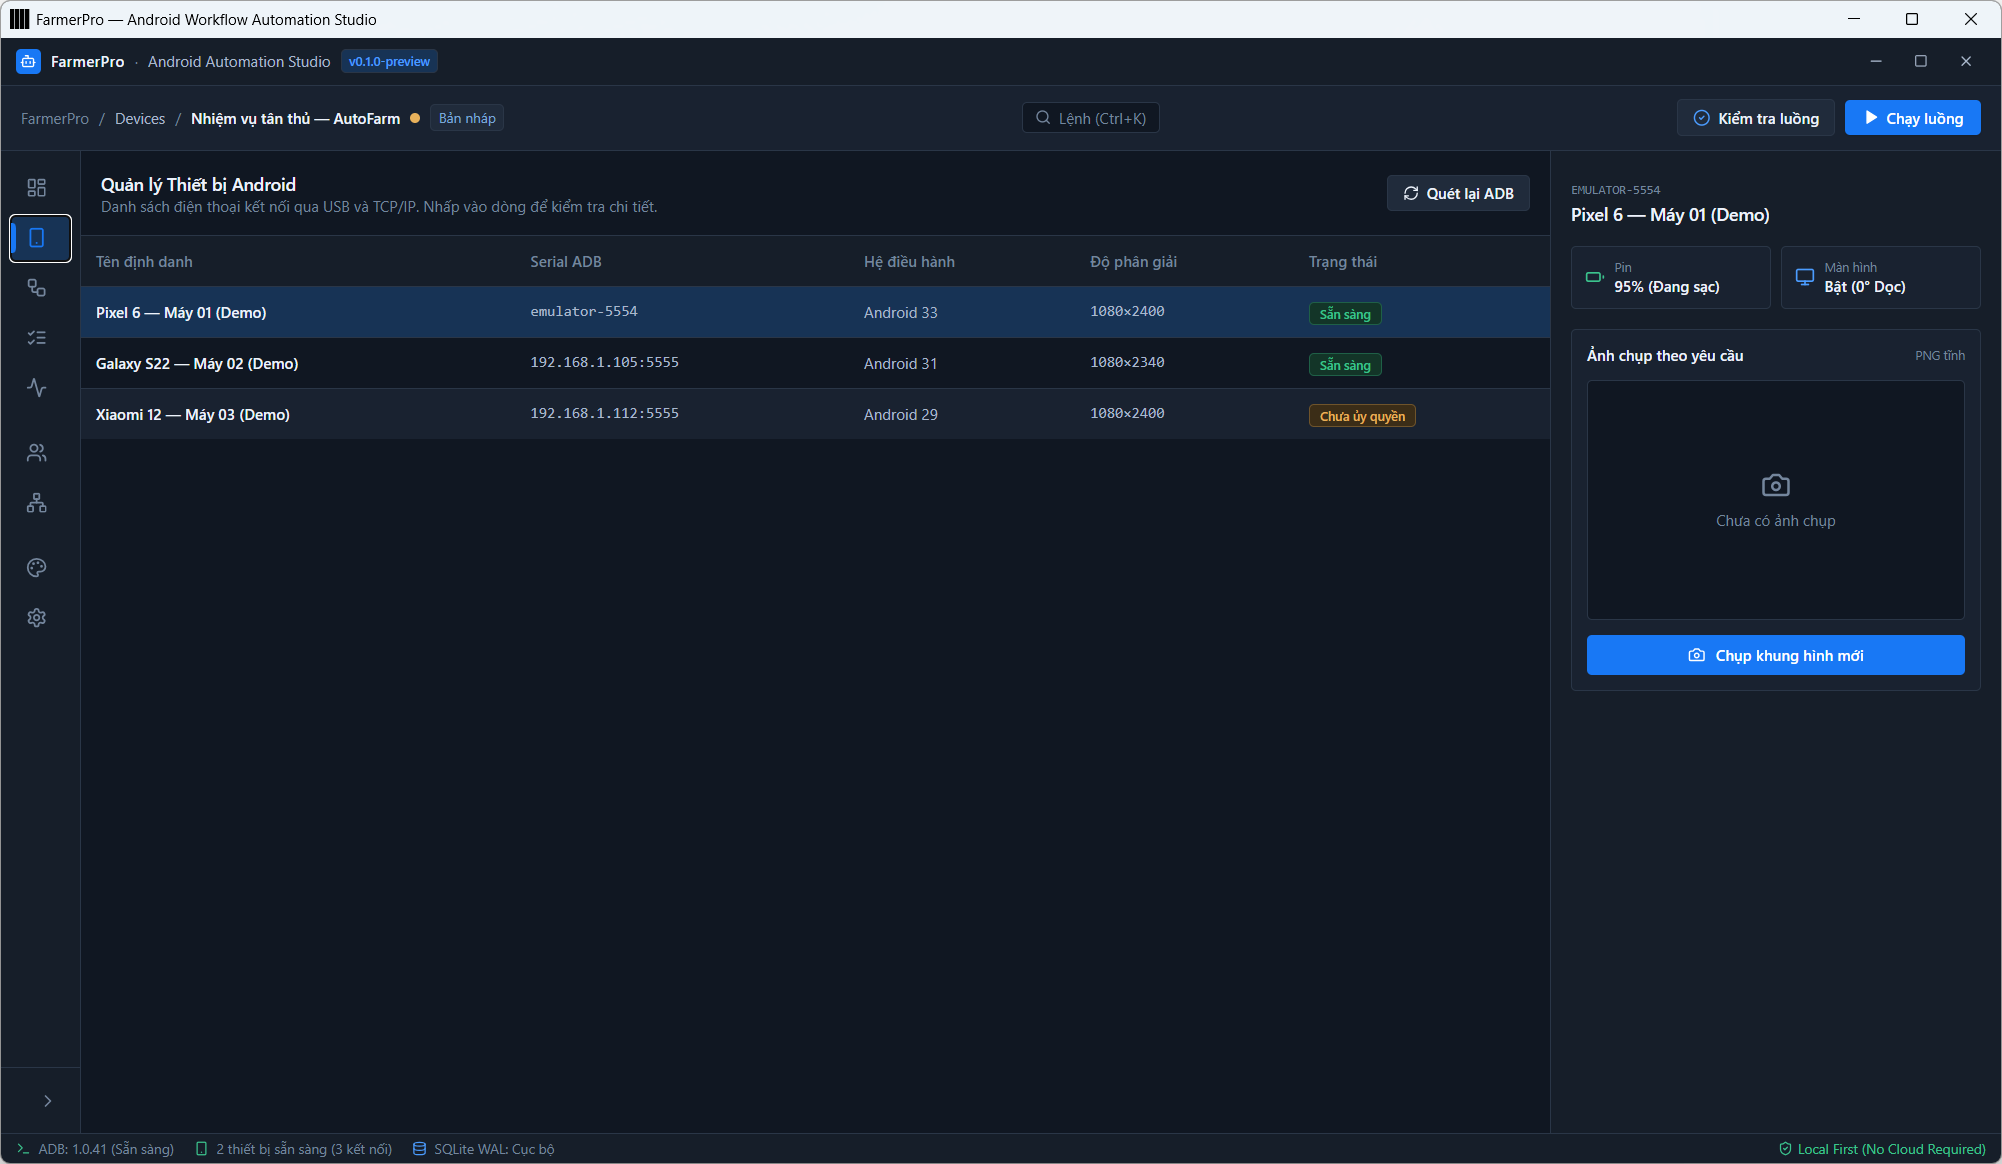 FarmerPro — Android Workflow Automation Studio
FarmerPro · Android Automation Studio v0.1.0-preview
FarmerPro / Devices / Nhiệm vụ tân thủ — AutoFarm Bản nháp
Lệnh (Ctrl+K)
Kiểm tra luồng
Chạy luồng
Quản lý Thiết bị Android
Danh sách điện thoại kết nối qua USB và TCP/IP. Nhấp vào dòng để kiểm tra chi tiết.
Quét lại ADB
Tên định danh Serial ADB Hệ điều hành Độ phân giải Trạng thái
Pixel 6 — Máy 01 (Demo) emulator-5554 Android 33 1080×2400 Sẵn sàng
Galaxy S22 — Máy 02 (Demo) 192.168.1.105:5555 Android 31 1080×2340 Sẵn sàng
Xiaomi 12 — Máy 03 (Demo) 192.168.1.112:5555 Android 29 1080×2400 Chưa ủy quyền
EMULATOR-5554
Pixel 6 — Máy 01 (Demo)
Pin
95% (Đang sạc)
Màn hình
Bật (0° Dọc)
Ảnh chụp theo yêu cầu PNG tĩnh
Chưa có ảnh chụp
Chụp khung hình mới
ADB: 1.0.41 (Sẵn sàng) 2 thiết bị sẵn sàng (3 kết nối) SQLite WAL: Cục bộ Local First (No Cloud Required)